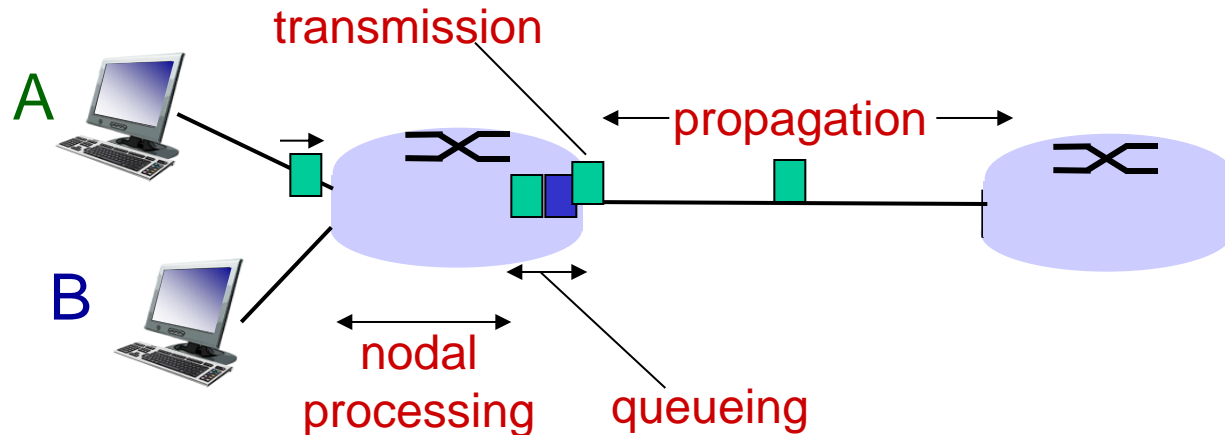 transmission
A
propagation
B
nodal
processing
queueing